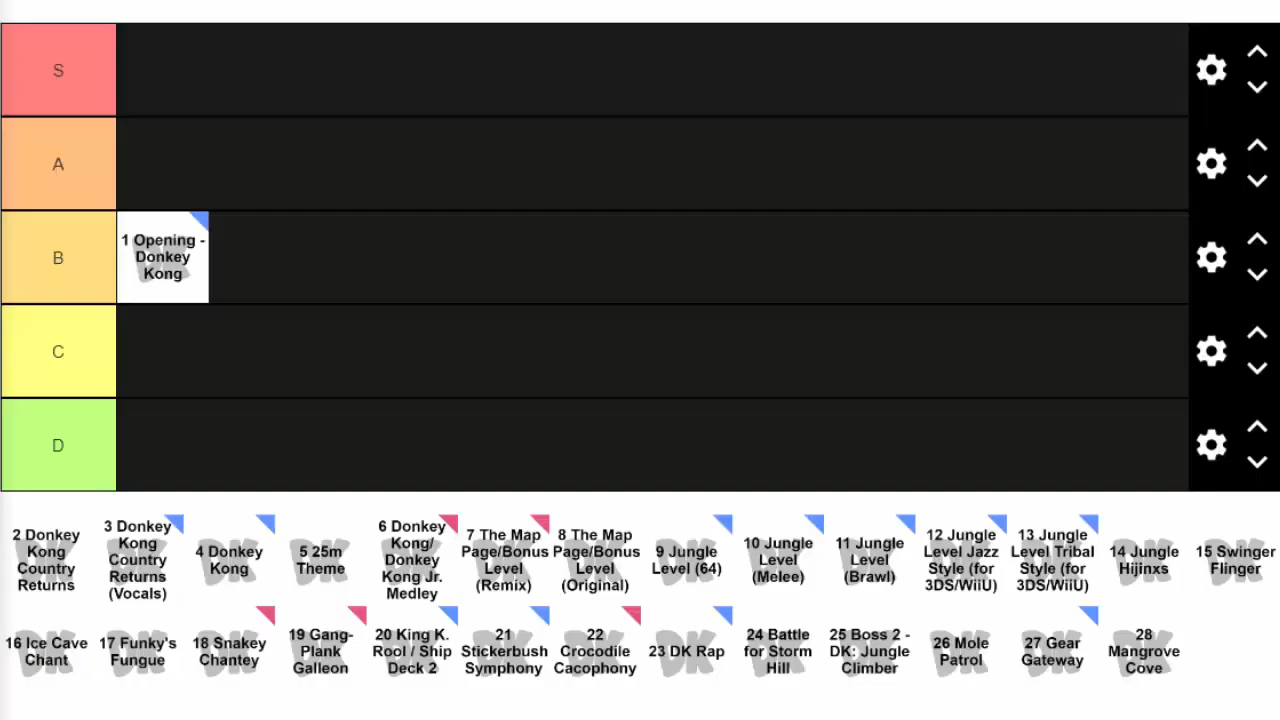 S
A
B
1 Opening -
Donkey
Kong
C
D
2 Donkey
Kong
Country
Returns
3 Donkey
Kong
Country
Returns
(Vocals)
4 Donkey
Kong
5 25m
Theme
6 Donkey
Kong/
Donkey
Kong Jr.
Medley
7 The Map
Page/Bonus
Level
(Remix)
8 The Map
Page/Bonus
Level
(Original)
9 Jungle
Level (64)
10 Jungle
Level
(Melee)
11 Jungle
Level
(Brawl)
12 Jungle
Level Jazz
Style (for
3DS/WiiU)
13 Jungle
Level Tribal
Style (for
3DS/WiiU)
14 Jungle
Hijinxs
15 Swinger
Flinger
16 Ice Cave
Chant
17 Funky's
Fungue
18 Snakey
Chantey
19 Gang-
Plank
Galleon
20 King K.
Rool / Ship
Deck 2
21
Stickerbush
Symphony
22
Crocodile
Cacophony
23 DK Rap
24 Battle
for Storm
Hill
25 Boss 2 -
DK: Jungle
Climber
26 Mole
Patrol
27 Gear
Gateway
28
Mangrove
Cove